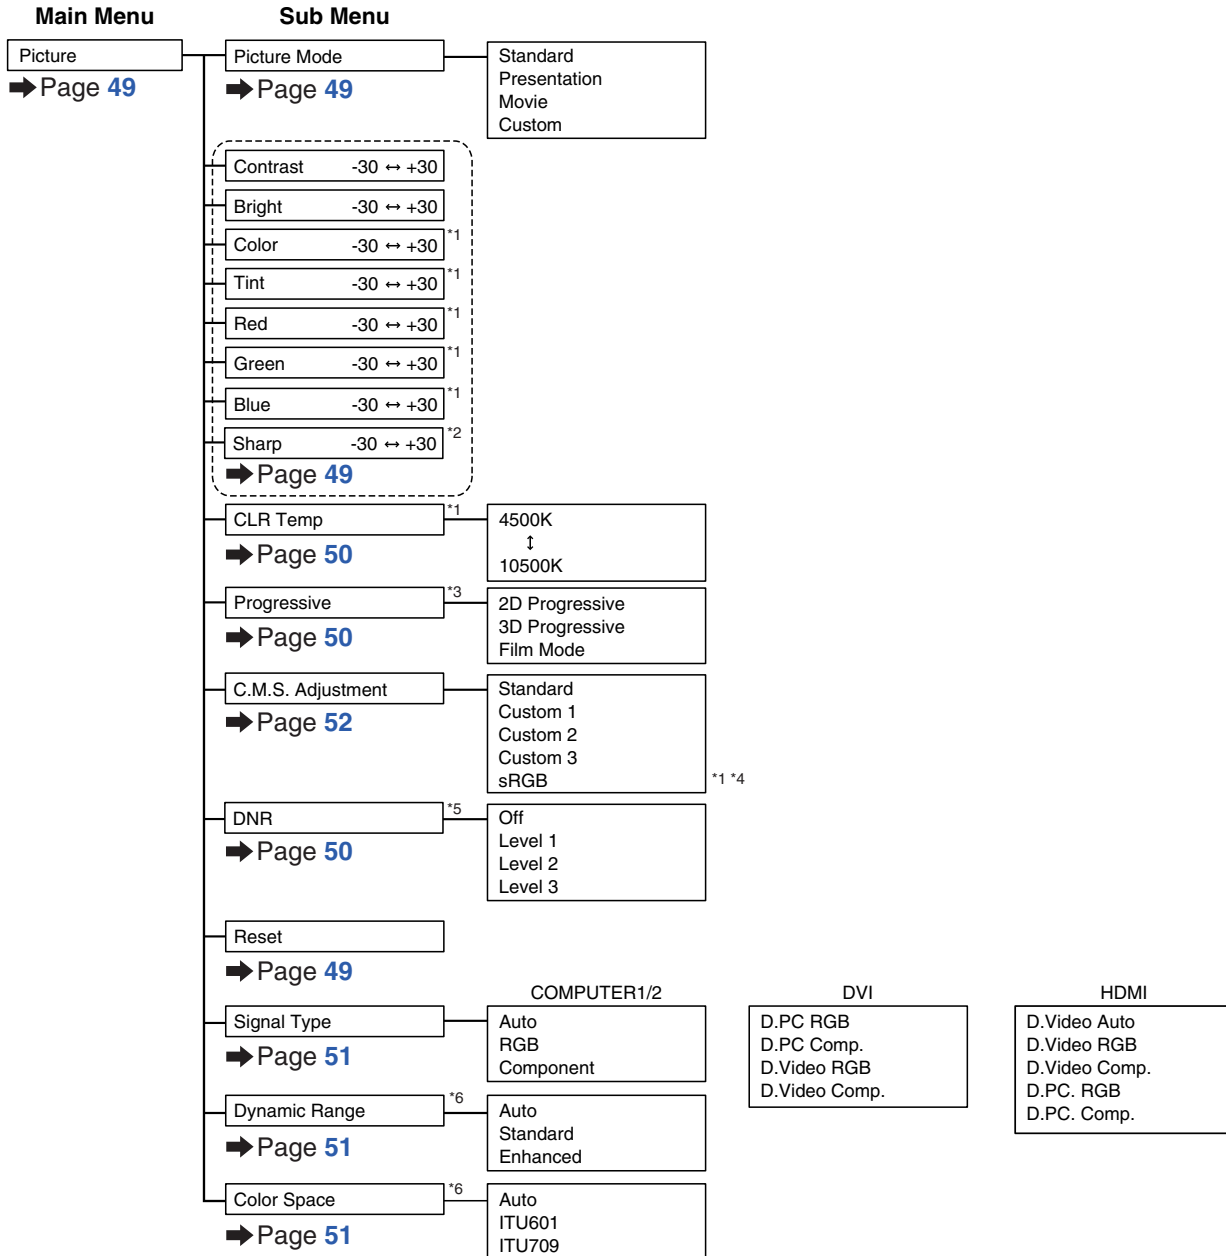 Main Menu Sub Menu
Picture
➡ Page 49
Picture Mode
➡ Page 49
Standard
Presentation
Movie
Custom
Contrast -30 ↔ +30
Bright -30 ↔ +30
Color -30 ↔ +30 *1
Tint -30 ↔ +30 *1
Red -30 ↔ +30 *1
Green -30 ↔ +30 *1
Blue -30 ↔ +30 *1
Sharp -30 ↔ +30 *2
➡ Page 49
CLR Temp *1
➡ Page 50
4500K
↕
10500K
Progressive *3
➡ Page 50
2D Progressive
3D Progressive
Film Mode
C.M.S. Adjustment
➡ Page 52
Standard
Custom 1
Custom 2
Custom 3
sRGB *1 *4
DNR *5
➡ Page 50
Off
Level 1
Level 2
Level 3
Reset
➡ Page 49
Signal Type
➡ Page 51
COMPUTER1/2
Auto
RGB
Component
DVI
D.PC RGB
D.PC Comp.
D.Video RGB
D.Video Comp.
HDMI
D.Video Auto
D.Video RGB
D.Video Comp.
D.PC. RGB
D.PC. Comp.
Dynamic Range *6
➡ Page 51
Auto
Standard
Enhanced
Color Space *6
➡ Page 51
Auto
ITU601
ITU709